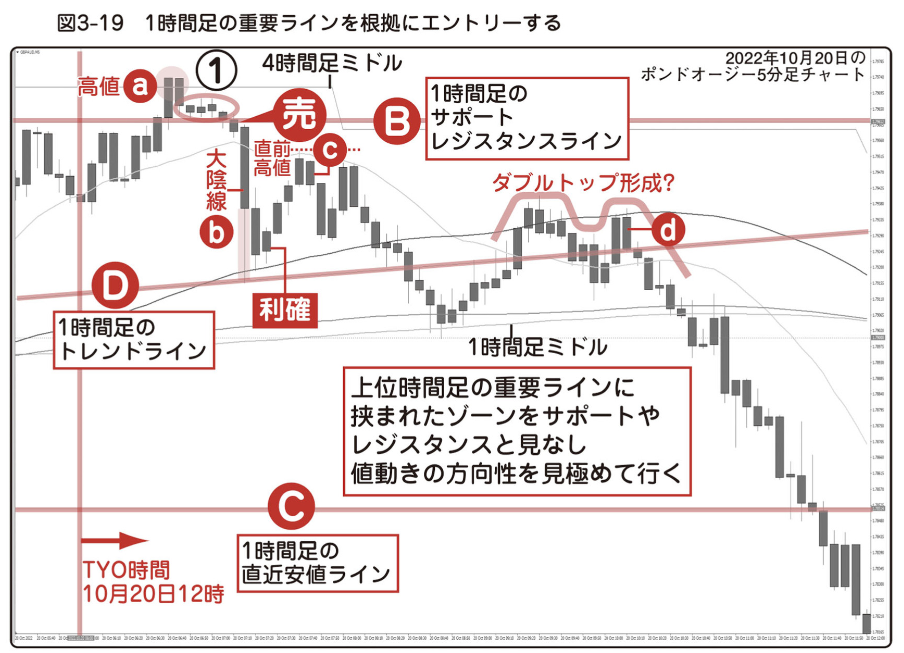 図3-19 1時間足の重要ラインを根拠にエントリーする
2022年10月20日の
ポンドオージー5分足チャート
4時間足ミドル
①
高値 a
売
B
1時間足の
サポート
レジスタンスライン
直前
高値
c
大陰線
b
ダブルトップ形成?
d
利確
D
1時間足の
トレンドライン
1時間足ミドル
上位時間足の重要ラインに
挟まれたゾーンをサポートや
レジスタンスと見なし
値動きの方向性を見極めて行く
C
1時間足の
直近安値ライン
TYO時間
10月20日12時